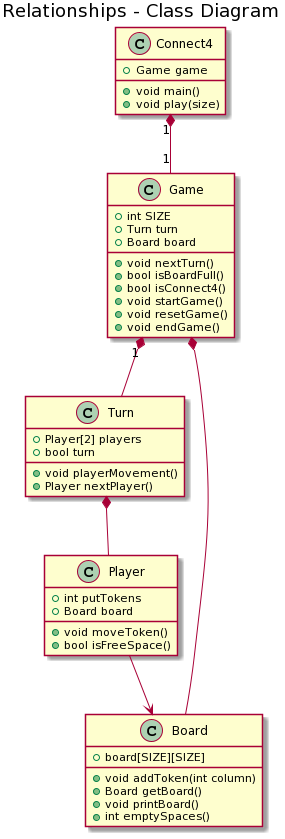 Relationships - Class Diagram
C Connect4
Game game
void main()
void play(size)
1
1
C Game
int SIZE
Turn turn
Board board
void nextTurn()
bool isBoardFull()
bool isConnect4()
void startGame()
void resetGame()
void endGame()
1
C Turn
Player[2] players
bool turn
void playerMovement()
Player nextPlayer()
C Player
int putTokens
Board board
void moveToken()
bool isFreeSpace()
C Board
board[SIZE][SIZE]
void addToken(int column)
Board getBoard()
void printBoard()
int emptySpaces()